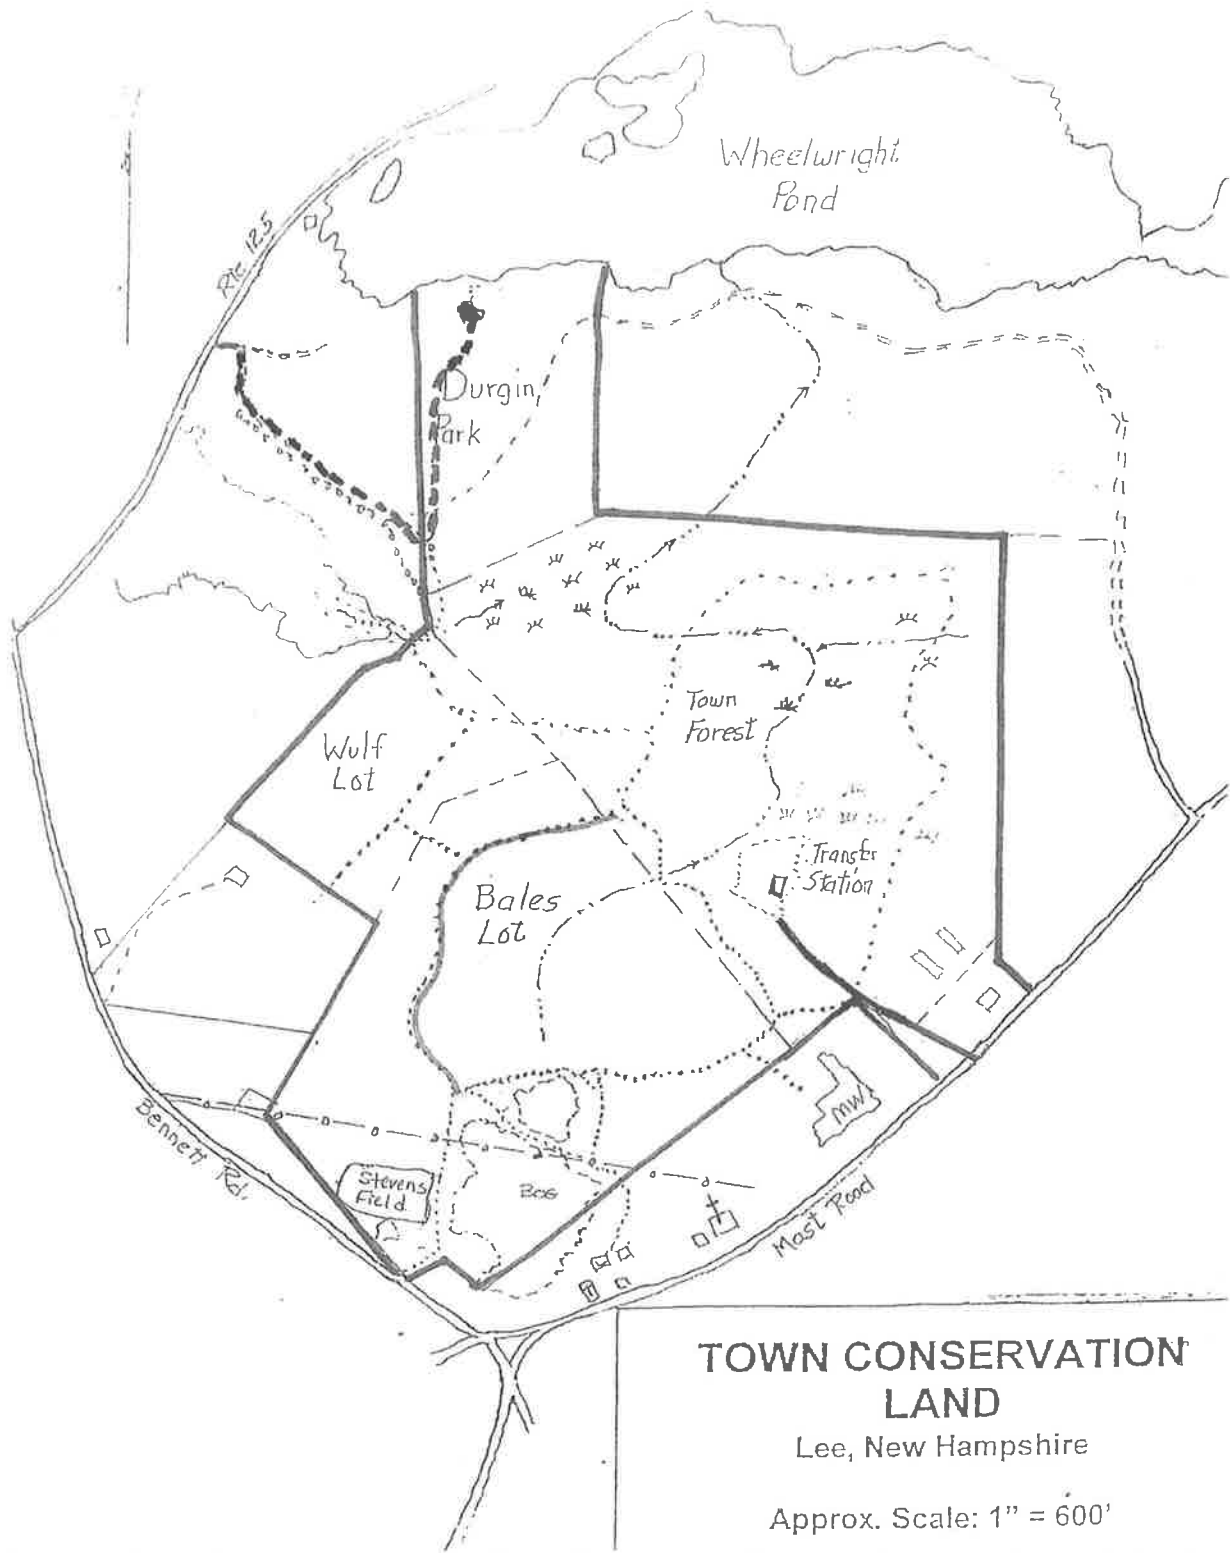 Wheelwright
Pond
Rte 125
Durgin
Park
Town
Forest
Wulf
Lot
Transfer
Station
Bales
Lot
MW
Bennett Rd.
Stevens
Field
BOG
Mast Road
TOWN CONSERVATION
LAND
Lee, New Hampshire
Approx. Scale: 1" = 600'